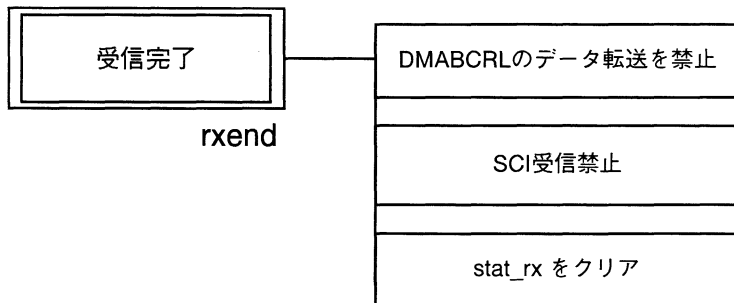 受信完了
rxend
DMABCRLのデータ転送を禁止
SCI受信禁止
stat_rx をクリア